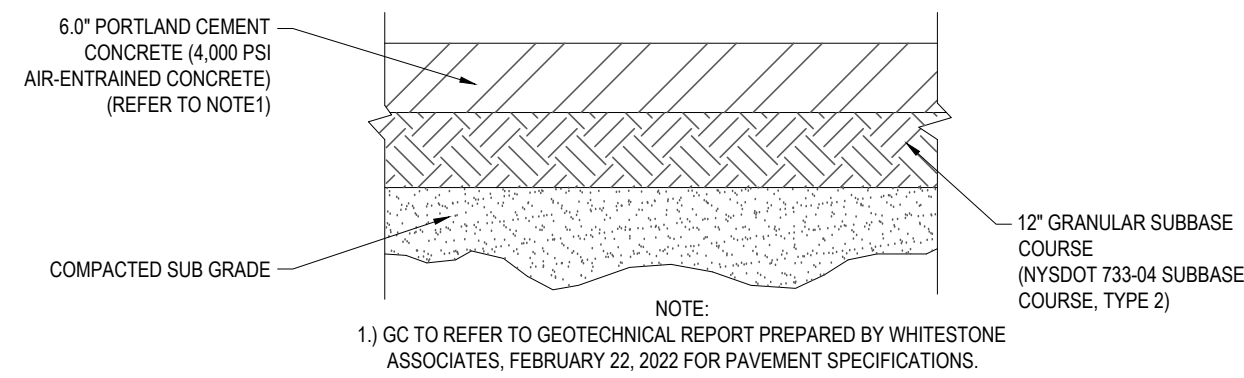 6.0" PORTLAND CEMENT
CONCRETE (4,000 PSI
AIR-ENTRAINED CONCRETE)
(REFER TO NOTE1)
COMPACTED SUB GRADE
12" GRANULAR SUBBASE
COURSE
(NYSDOT 733-04 SUBBASE
COURSE, TYPE 2)
NOTE:
1.) GC TO REFER TO GEOTECHNICAL REPORT PREPARED BY WHITESTONE
ASSOCIATES, FEBRUARY 22, 2022 FOR PAVEMENT SPECIFICATIONS.